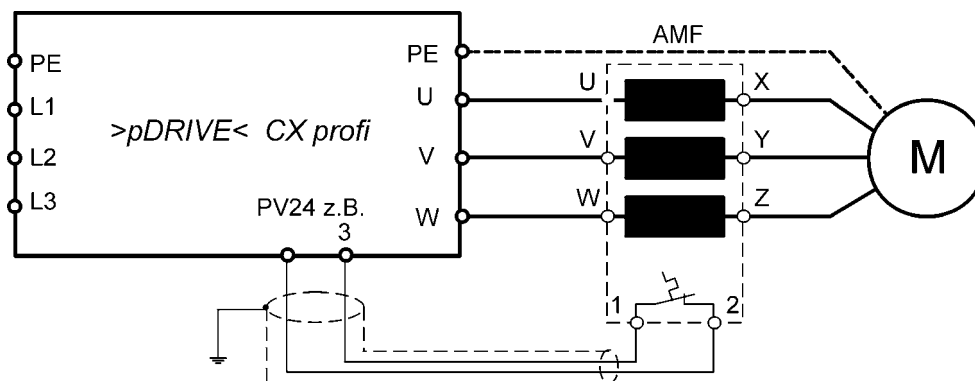 AMF
PE
PE
L1
U
U
X
>pDRIVE< CX profi
L2
V
V
Y
M
L3
PV24 z.B.
3
W
W
Z
1
2